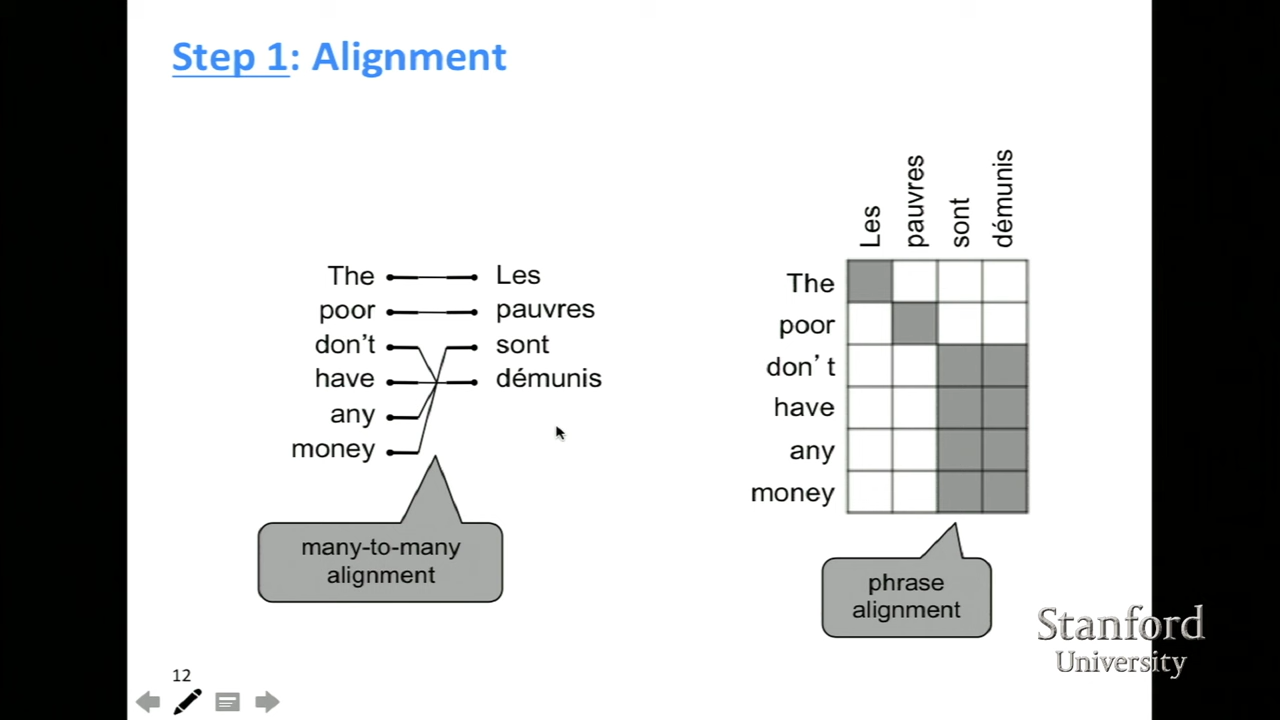 Step 1: Alignment
The Les
poor pauvres
don't sont
have démunis
any
money
many-to-many
alignment
Les
pauvres
sont
démunis
The
poor
don't
have
any
money
phrase
alignment
Stanford
University
12